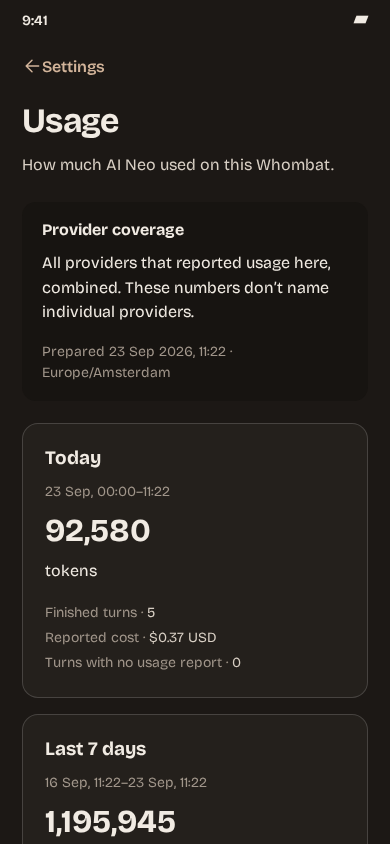 9:41
Settings
Usage
How much AI Neo used on this Whombat.
Provider coverage
All providers that reported usage here,
combined. These numbers don’t name
individual providers.
Prepared 23 Sep 2026, 11:22 ·
Europe/Amsterdam
Today
23 Sep, 00:00–11:22
92,580
tokens
Finished turns · 5
Reported cost · $0.37 USD
Turns with no usage report · 0
Last 7 days
16 Sep, 11:22–23 Sep, 11:22
1,195,945